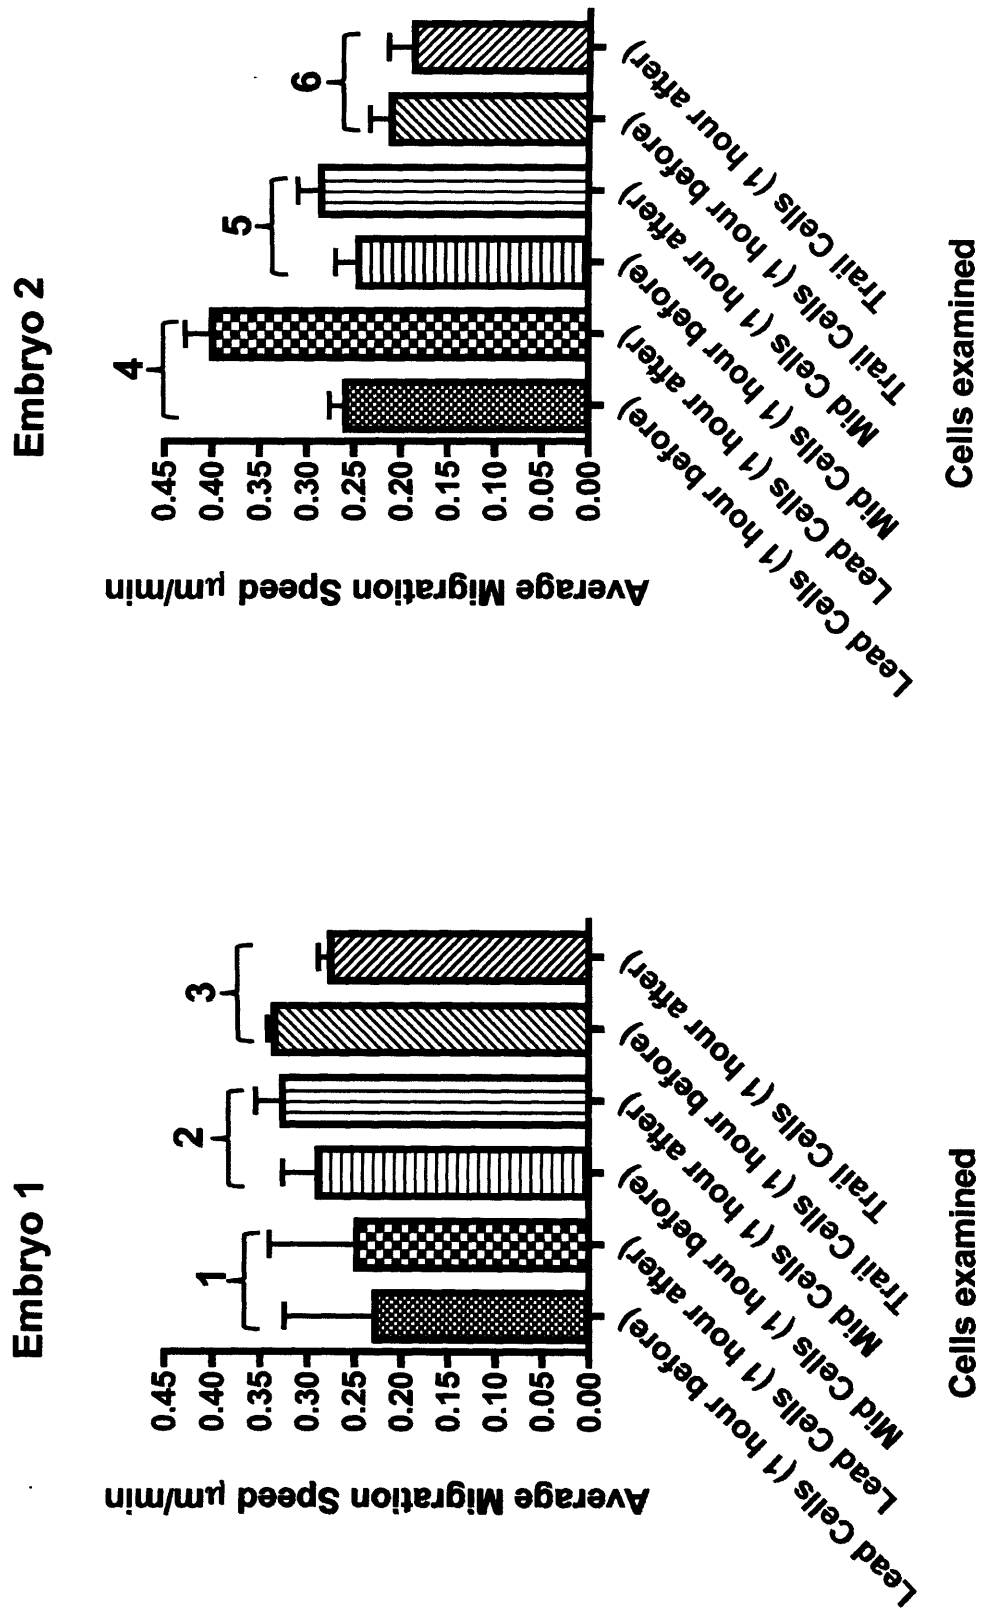 Embryo 1
Average Migration Speed µm/min
0.45
0.40
0.35
0.30
0.25
0.20
0.15
0.10
0.05
0.00
1
2
3
Lead Cells (1 hour before)
Lead Cells (1 hour after)
Mid Cells (1 hour before)
Mid Cells (1 hour after)
Trail Cells (1 hour before)
Trail Cells (1 hour after)
Cells examined
Embryo 2
Average Migration Speed µm/min
0.45
0.40
0.35
0.30
0.25
0.20
0.15
0.10
0.05
0.00
4
5
6
Lead Cells (1 hour before)
Lead Cells (1 hour after)
Mid Cells (1 hour before)
Mid Cells (1 hour after)
Trail Cells (1 hour before)
Trail Cells (1 hour after)
Cells examined